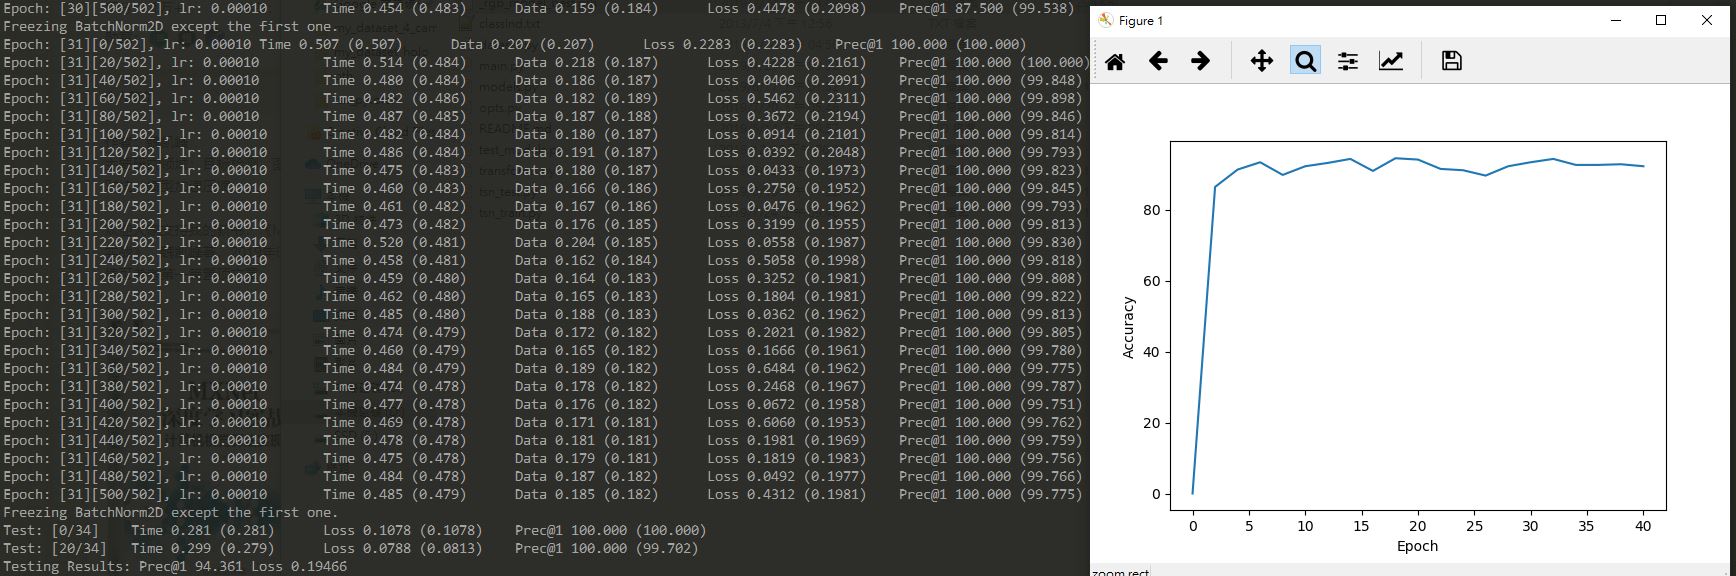 Epoch: [30][500/502], lr: 0.00010 Time 0.454 (0.483) Data 0.159 (0.184) Loss 0.4478 (0.2098) Prec@1 87.500 (99.538)
Freezing BatchNorm2D except the first one.
Epoch: [31][0/502], lr: 0.00010 Time 0.507 (0.507) Data 0.207 (0.207) Loss 0.2283 (0.2283) Prec@1 100.000 (100.000)
Epoch: [31][20/502], lr: 0.00010 Time 0.514 (0.484) Data 0.218 (0.187) Loss 0.4228 (0.2161) Prec@1 100.000 (100.000)
Epoch: [31][40/502], lr: 0.00010 Time 0.480 (0.484) Data 0.186 (0.187) Loss 0.0406 (0.2091) Prec@1 100.000 (99.848)
Epoch: [31][60/502], lr: 0.00010 Time 0.482 (0.486) Data 0.182 (0.189) Loss 0.5462 (0.2311) Prec@1 100.000 (99.898)
Epoch: [31][80/502], lr: 0.00010 Time 0.487 (0.485) Data 0.187 (0.188) Loss 0.3672 (0.2194) Prec@1 100.000 (99.846)
Epoch: [31][100/502], lr: 0.00010 Time 0.482 (0.484) Data 0.180 (0.187) Loss 0.0914 (0.2101) Prec@1 100.000 (99.814)
Epoch: [31][120/502], lr: 0.00010 Time 0.486 (0.484) Data 0.191 (0.187) Loss 0.0392 (0.2048) Prec@1 100.000 (99.793)
Epoch: [31][140/502], lr: 0.00010 Time 0.475 (0.483) Data 0.180 (0.187) Loss 0.0433 (0.1973) Prec@1 100.000 (99.823)
Epoch: [31][160/502], lr: 0.00010 Time 0.460 (0.483) Data 0.166 (0.186) Loss 0.2750 (0.1952) Prec@1 100.000 (99.845)
Epoch: [31][180/502], lr: 0.00010 Time 0.461 (0.482) Data 0.167 (0.186) Loss 0.0476 (0.1962) Prec@1 100.000 (99.793)
Epoch: [31][200/502], lr: 0.00010 Time 0.473 (0.482) Data 0.176 (0.185) Loss 0.3199 (0.1955) Prec@1 100.000 (99.813)
Epoch: [31][220/502], lr: 0.00010 Time 0.520 (0.481) Data 0.204 (0.185) Loss 0.0558 (0.1987) Prec@1 100.000 (99.830)
Epoch: [31][240/502], lr: 0.00010 Time 0.458 (0.481) Data 0.162 (0.184) Loss 0.5058 (0.1998) Prec@1 100.000 (99.818)
Epoch: [31][260/502], lr: 0.00010 Time 0.459 (0.480) Data 0.164 (0.183) Loss 0.3252 (0.1981) Prec@1 100.000 (99.808)
Epoch: [31][280/502], lr: 0.00010 Time 0.462 (0.480) Data 0.165 (0.183) Loss 0.1804 (0.1981) Prec@1 100.000 (99.822)
Epoch: [31][300/502], lr: 0.00010 Time 0.485 (0.480) Data 0.188 (0.183) Loss 0.0362 (0.1962) Prec@1 100.000 (99.813)
Epoch: [31][320/502], lr: 0.00010 Time 0.474 (0.479) Data 0.172 (0.182) Loss 0.2021 (0.1982) Prec@1 100.000 (99.805)
Epoch: [31][340/502], lr: 0.00010 Time 0.460 (0.479) Data 0.165 (0.182) Loss 0.1666 (0.1961) Prec@1 100.000 (99.780)
Epoch: [31][360/502], lr: 0.00010 Time 0.484 (0.479) Data 0.189 (0.182) Loss 0.6484 (0.1962) Prec@1 100.000 (99.775)
Epoch: [31][380/502], lr: 0.00010 Time 0.474 (0.478) Data 0.178 (0.182) Loss 0.2468 (0.1967) Prec@1 100.000 (99.787)
Epoch: [31][400/502], lr: 0.00010 Time 0.477 (0.478) Data 0.176 (0.182) Loss 0.0672 (0.1958) Prec@1 100.000 (99.751)
Epoch: [31][420/502], lr: 0.00010 Time 0.469 (0.478) Data 0.171 (0.181) Loss 0.6060 (0.1953) Prec@1 100.000 (99.762)
Epoch: [31][440/502], lr: 0.00010 Time 0.478 (0.478) Data 0.181 (0.181) Loss 0.1981 (0.1969) Prec@1 100.000 (99.759)
Epoch: [31][460/502], lr: 0.00010 Time 0.475 (0.478) Data 0.179 (0.181) Loss 0.1819 (0.1983) Prec@1 100.000 (99.756)
Epoch: [31][480/502], lr: 0.00010 Time 0.484 (0.478) Data 0.187 (0.182) Loss 0.0492 (0.1977) Prec@1 100.000 (99.766)
Epoch: [31][500/502], lr: 0.00010 Time 0.485 (0.479) Data 0.185 (0.182) Loss 0.4312 (0.1981) Prec@1 100.000 (99.775)
Freezing BatchNorm2D except the first one.
Test: [0/34] Time 0.281 (0.281) Loss 0.1078 (0.1078) Prec@1 100.000 (100.000)
Test: [20/34] Time 0.299 (0.279) Loss 0.0788 (0.0813) Prec@1 100.000 (99.702)
Testing Results: Prec@1 94.361 Loss 0.19466
Figure 1
80
60
40
20
0
Accuracy
0 5 10 15 20 25 30 35 40
Epoch
zoom rect